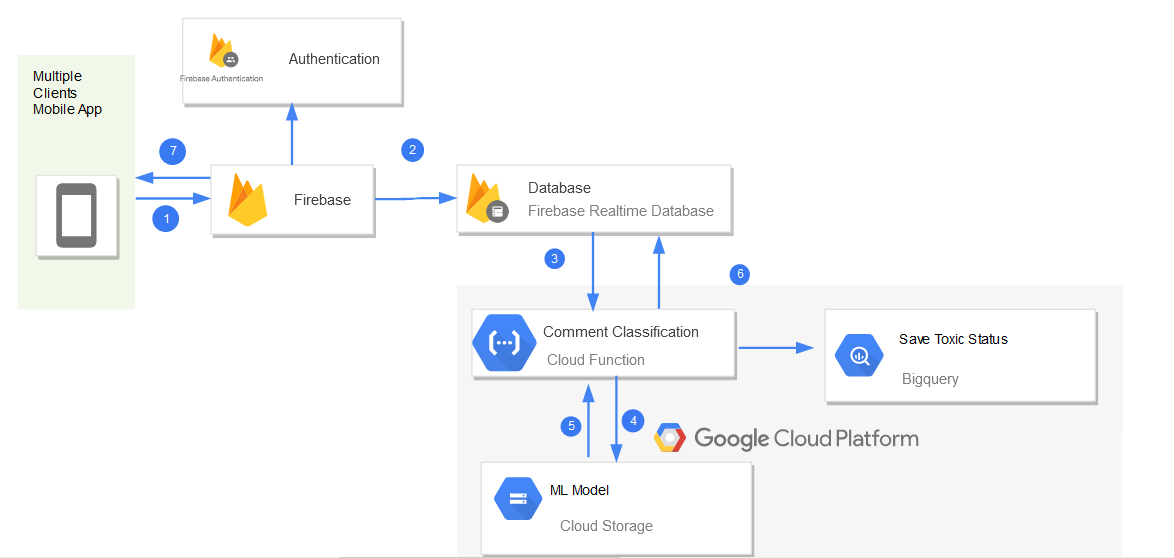 Authentication
Firebase Authentication
Multiple
Clients
Mobile App
7
2
Firebase
1
Database
Firebase Realtime Database
3
6
Comment Classification
Cloud Function
Save Toxic Status
Bigquery
5
4
Google Cloud Platform
ML Model
Cloud Storage